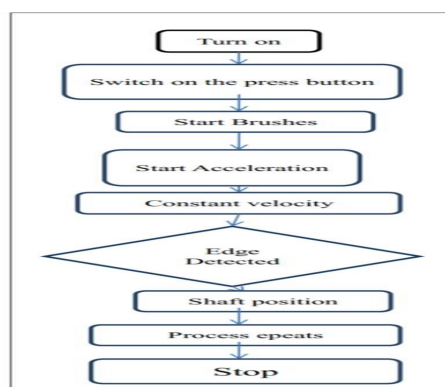 Turn on
Switch on the press button
Start Brushes
Start Acceleration
Constant velocity
Edge
Detected
Shaft position
Process epeats
Stop